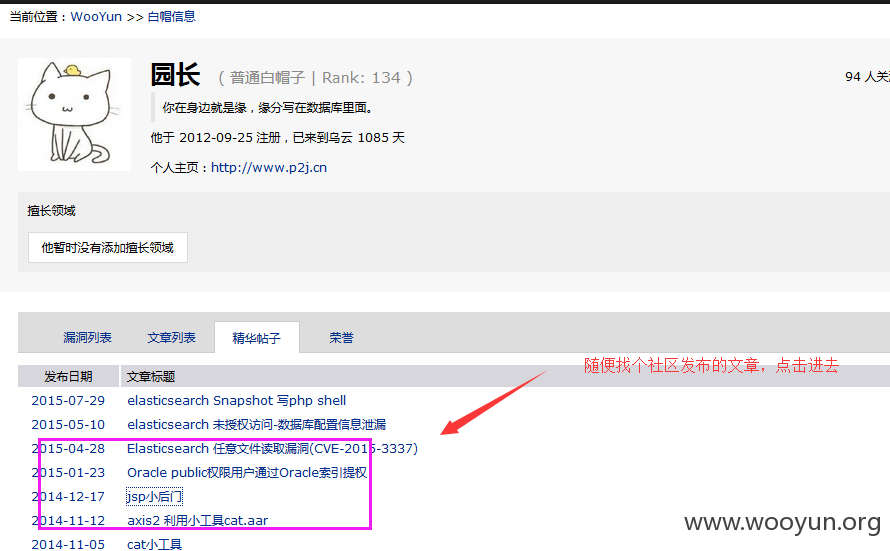 当前位置：WooYun >> 白帽信息
园长 ( 普通白帽子 | Rank: 134 )
94 人关
你在身边就是缘，缘分写在数据库里面。
他于 2012-09-25 注册，已来到乌云 1085 天
个人主页：http://www.p2j.cn
擅长领域
他暂时没有添加擅长领域
漏洞列表 文章列表 精华帖子 荣誉
随便找个社区发布的文章，点击进去
发布日期 文章标题
2015-07-29 elasticsearch Snapshot 写php shell
2015-05-10 elasticsearch 未授权访问-数据库配置信息泄漏
2015-04-28 Elasticsearch 任意文件读取漏洞(CVE-2015-3337)
2015-01-23 Oracle public权限用户通过Oracle索引提权
2014-12-17 jsp小后门
2014-11-12 axis2 利用小工具cat.aar
2014-11-05 cat小工具
www.wooyun.org